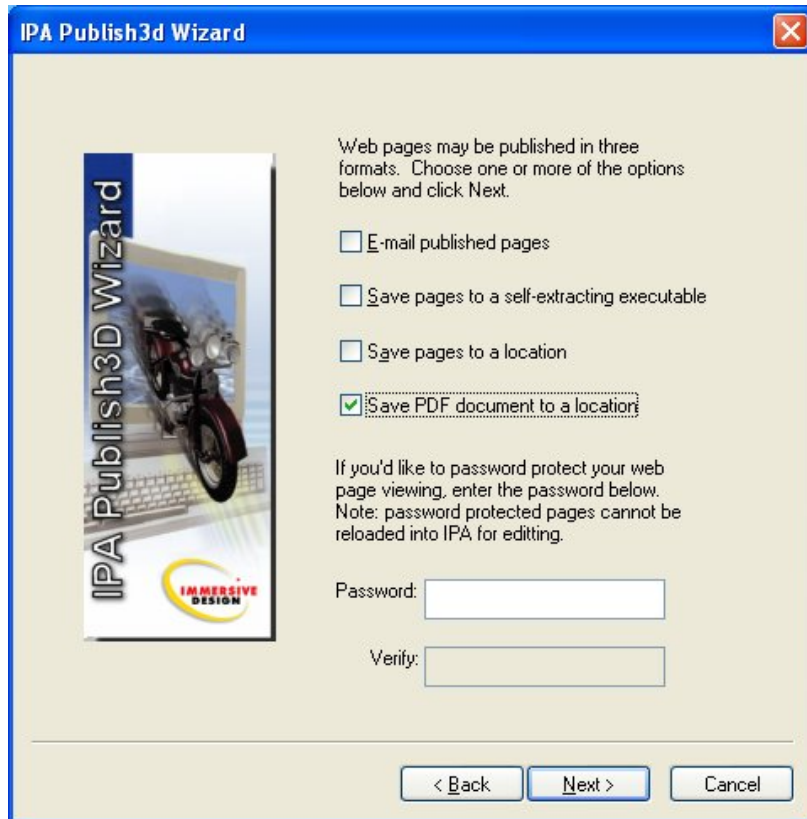 IPA Publish3d Wizard
IPA Publish3D Wizard
IMMERSIVE
DESIGN
Web pages may be published in three
formats. Choose one or more of the options
below and click Next.
E-mail published pages
Save pages to a self-extracting executable
Save pages to a location
Save PDF document to a location
If you'd like to password protect your web
page viewing, enter the password below.
Note: password protected pages cannot be
reloaded into IPA for editting.
Password:
Verify:
< Back
Next >
Cancel